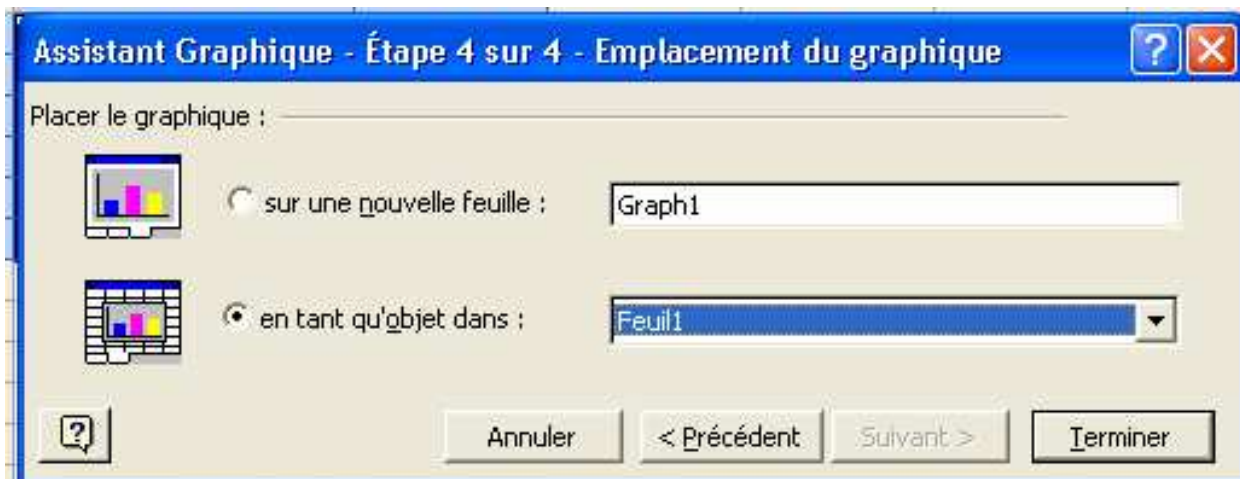 Assistant Graphique - Étape 4 sur 4 - Emplacement du graphique
Placer le graphique :
sur une nouvelle feuille : Graph1
en tant qu'objet dans : Feuil1
Annuler < Précédent Suivant > Terminer